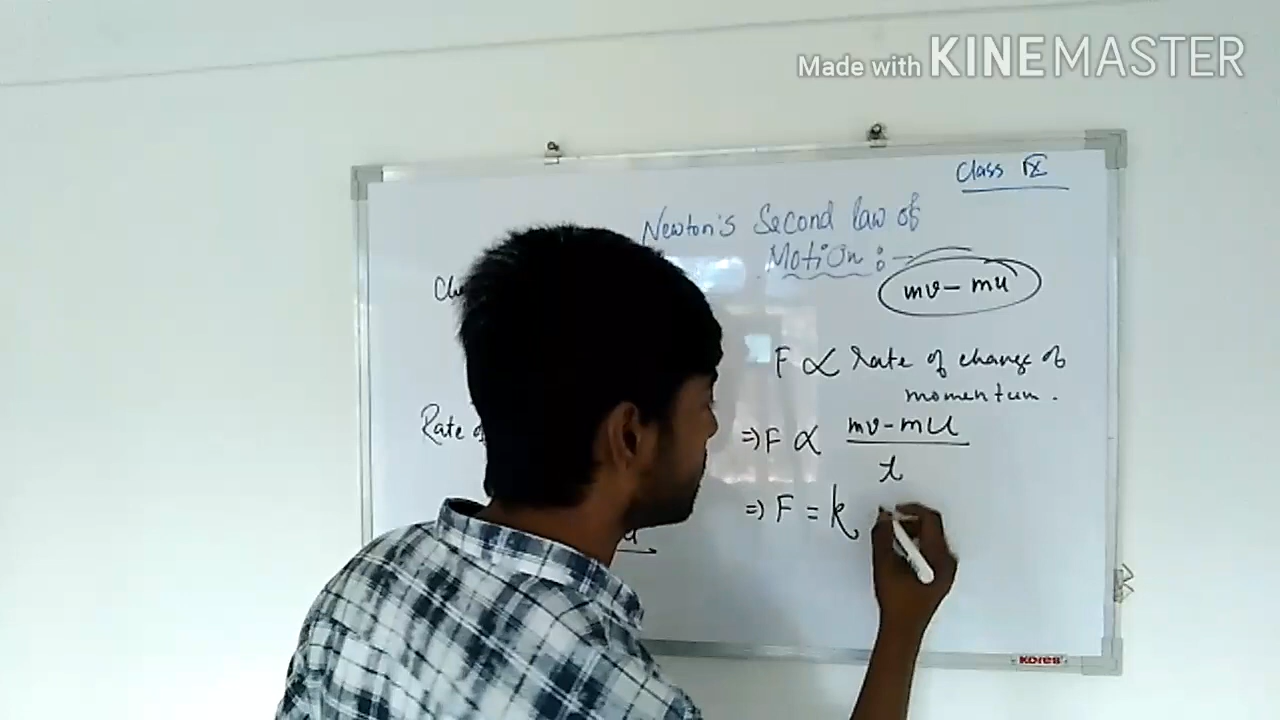 Made with KINEMASTER
Class IX
Newton's Second law of
Motion :-
mv - mu
F ∝ rate of change of
momentum.
Rate
⇒ F ∝ mv - mu / t
⇒ F = k
KORES